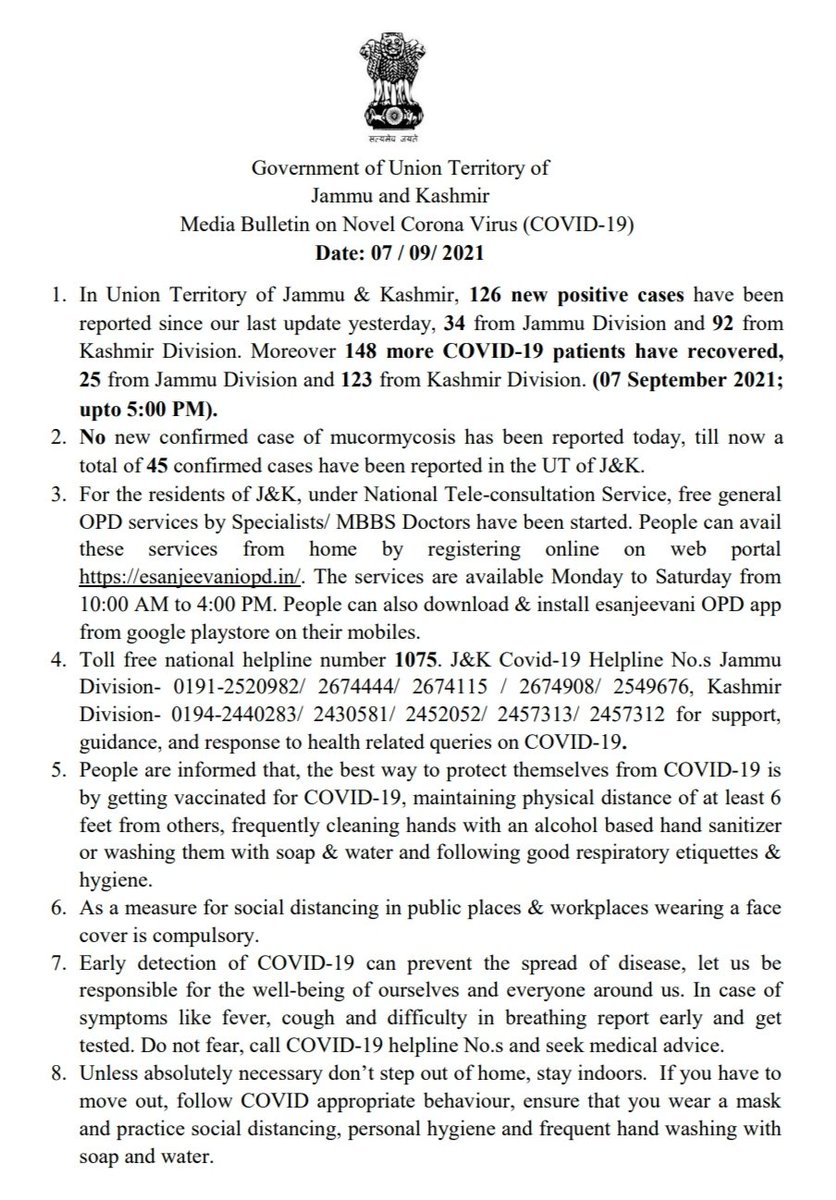 सत्यमेव जयते
Government of Union Territory of
Jammu and Kashmir
Media Bulletin on Novel Corona Virus (COVID-19)
Date: 07 / 09/ 2021
1. In Union Territory of Jammu & Kashmir, 126 new positive cases have been
reported since our last update yesterday, 34 from Jammu Division and 92 from
Kashmir Division. Moreover 148 more COVID-19 patients have recovered,
25 from Jammu Division and 123 from Kashmir Division. (07 September 2021;
upto 5:00 PM).
2. No new confirmed case of mucormycosis has been reported today, till now a
total of 45 confirmed cases have been reported in the UT of J&K.
3. For the residents of J&K, under National Tele-consultation Service, free general
OPD services by Specialists/ MBBS Doctors have been started. People can avail
these services from home by registering online on web portal
https://esanjeevaniopd.in/. The services are available Monday to Saturday from
10:00 AM to 4:00 PM. People can also download & install esanjeevani OPD app
from google playstore on their mobiles.
4. Toll free national helpline number 1075. J&K Covid-19 Helpline No.s Jammu
Division- 0191-2520982/ 2674444/ 2674115 / 2674908/ 2549676, Kashmir
Division- 0194-2440283/ 2430581/ 2452052/ 2457313/ 2457312 for support,
guidance, and response to health related queries on COVID-19.
5. People are informed that, the best way to protect themselves from COVID-19 is
by getting vaccinated for COVID-19, maintaining physical distance of at least 6
feet from others, frequently cleaning hands with an alcohol based hand sanitizer
or washing them with soap & water and following good respiratory etiquettes &
hygiene.
6. As a measure for social distancing in public places & workplaces wearing a face
cover is compulsory.
7. Early detection of COVID-19 can prevent the spread of disease, let us be
responsible for the well-being of ourselves and everyone around us. In case of
symptoms like fever, cough and difficulty in breathing report early and get
tested. Do not fear, call COVID-19 helpline No.s and seek medical advice.
8. Unless absolutely necessary don’t step out of home, stay indoors. If you have to
move out, follow COVID appropriate behaviour, ensure that you wear a mask
and practice social distancing, personal hygiene and frequent hand washing with
soap and water.